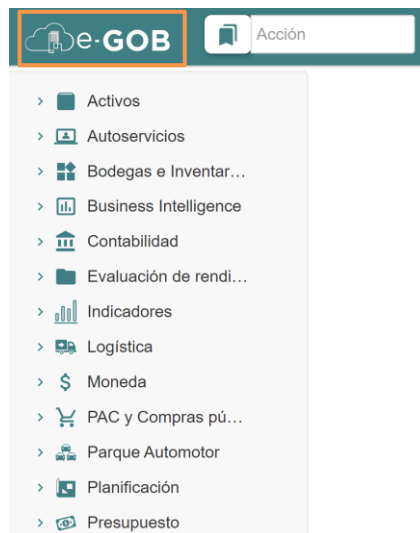 e-GOB
Acción
Activos
Autoservicios
Bodegas e Inventar...
Business Intelligence
Contabilidad
Evaluación de rendi...
Indicadores
Logística
Moneda
PAC y Compras pú...
Parque Automotor
Planificación
Presupuesto